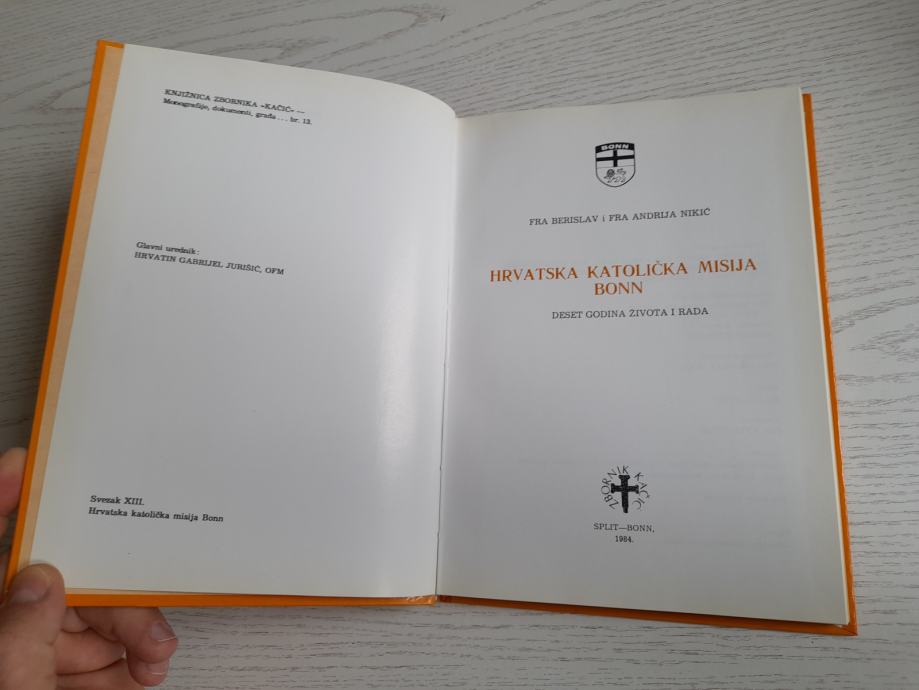 KNJIŽNICA ZBORNIKA »KAČIĆ« —
Monografije, dokumenti, građa . . . br. 13.
Glavni urednik:
HRVATIN GABRIJEL JURIŠIĆ, OFM
Svezak XIII.
Hrvatska katolička misija Bonn
BONN
FRA BERISLAV i FRA ANDRIJA NIKIĆ
HRVATSKA KATOLIČKA MISIJA
BONN
DESET GODINA ŽIVOTA I RADA
ZBORNIK KAČIĆ
SPLIT—BONN,
1984.